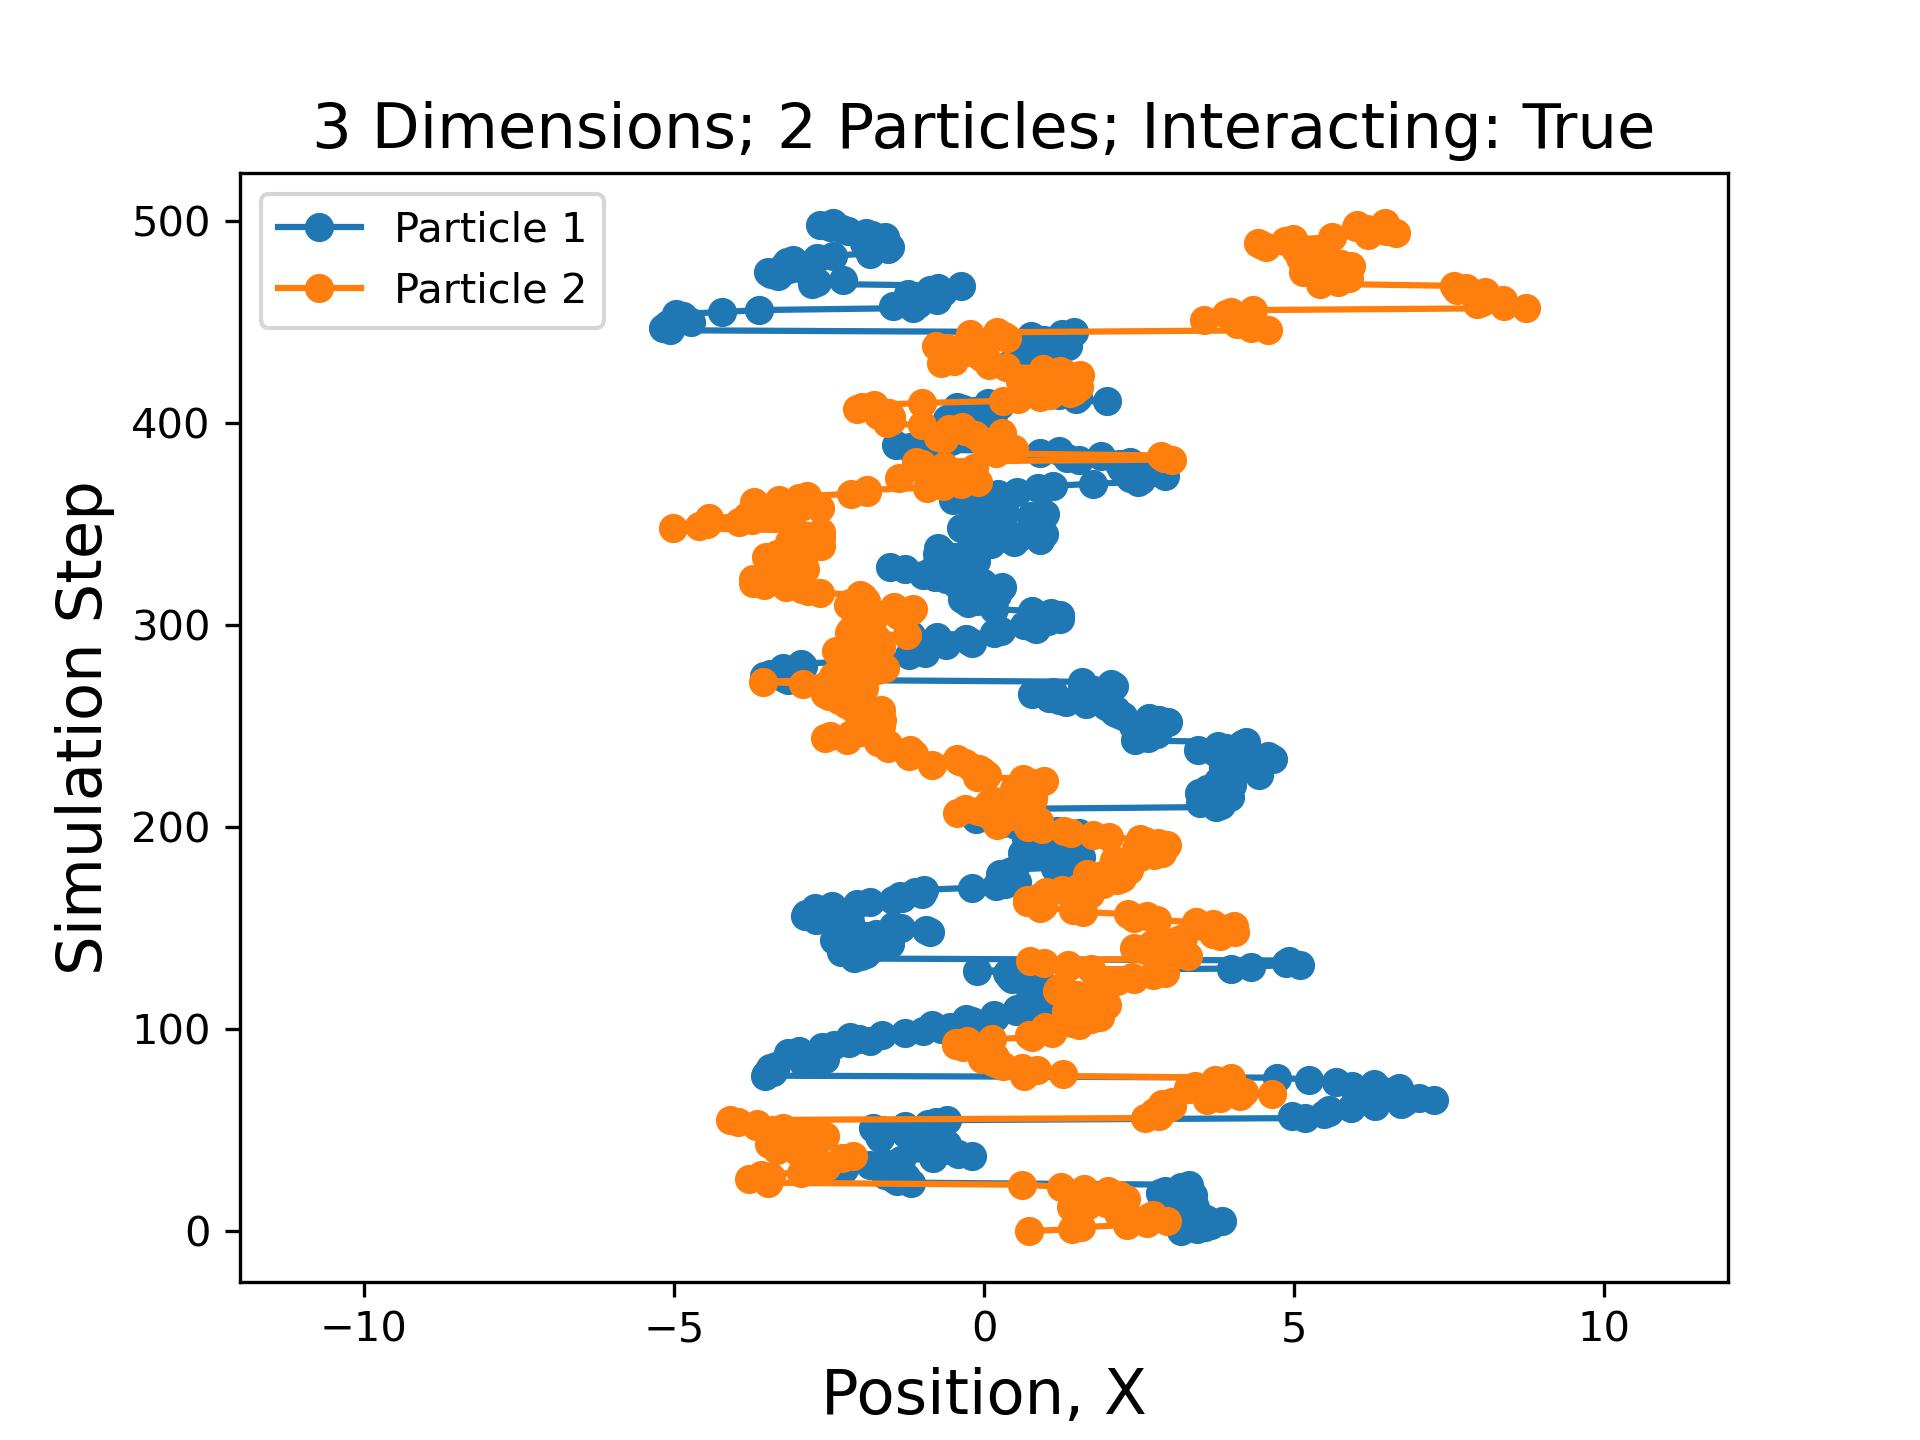 3 Dimensions; 2 Particles; Interacting: True
Particle 1
Particle 2
Simulation Step
500
400
300
200
100
0
−10
−5
0
5
10
Position, X